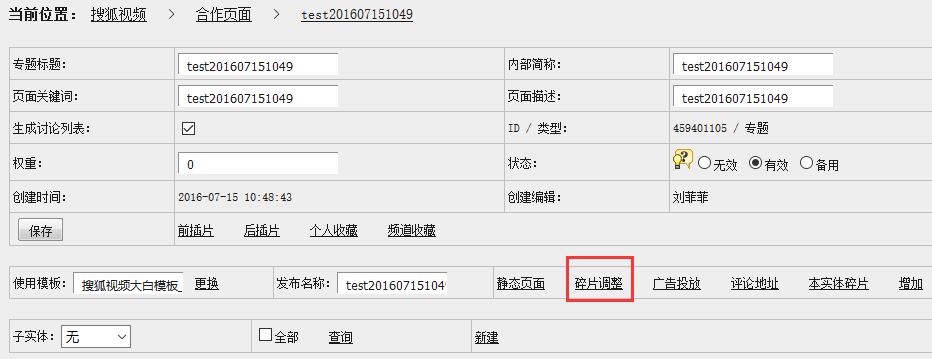 当前位置： 搜狐视频 > 合作页面 > test201607151049
专题标题： test201607151049 内部简称： test201607151049
页面关键词： test201607151049 页面描述： test201607151049
生成讨论列表： ID / 类型： 459401105 / 专题
权重： 0 状态： 无效 有效 备用
创建时间： 2016-07-15 10:48:43 创建编辑： 刘菲菲
保存 前插片 后插片 个人收藏 频道收藏
使用模板： 搜狐视频大白模板_ 更换 发布名称： test20160715104 静态页面 碎片调整 广告投放 评论地址 本实体碎片 增加
子实体： 无 全部 查询 新建